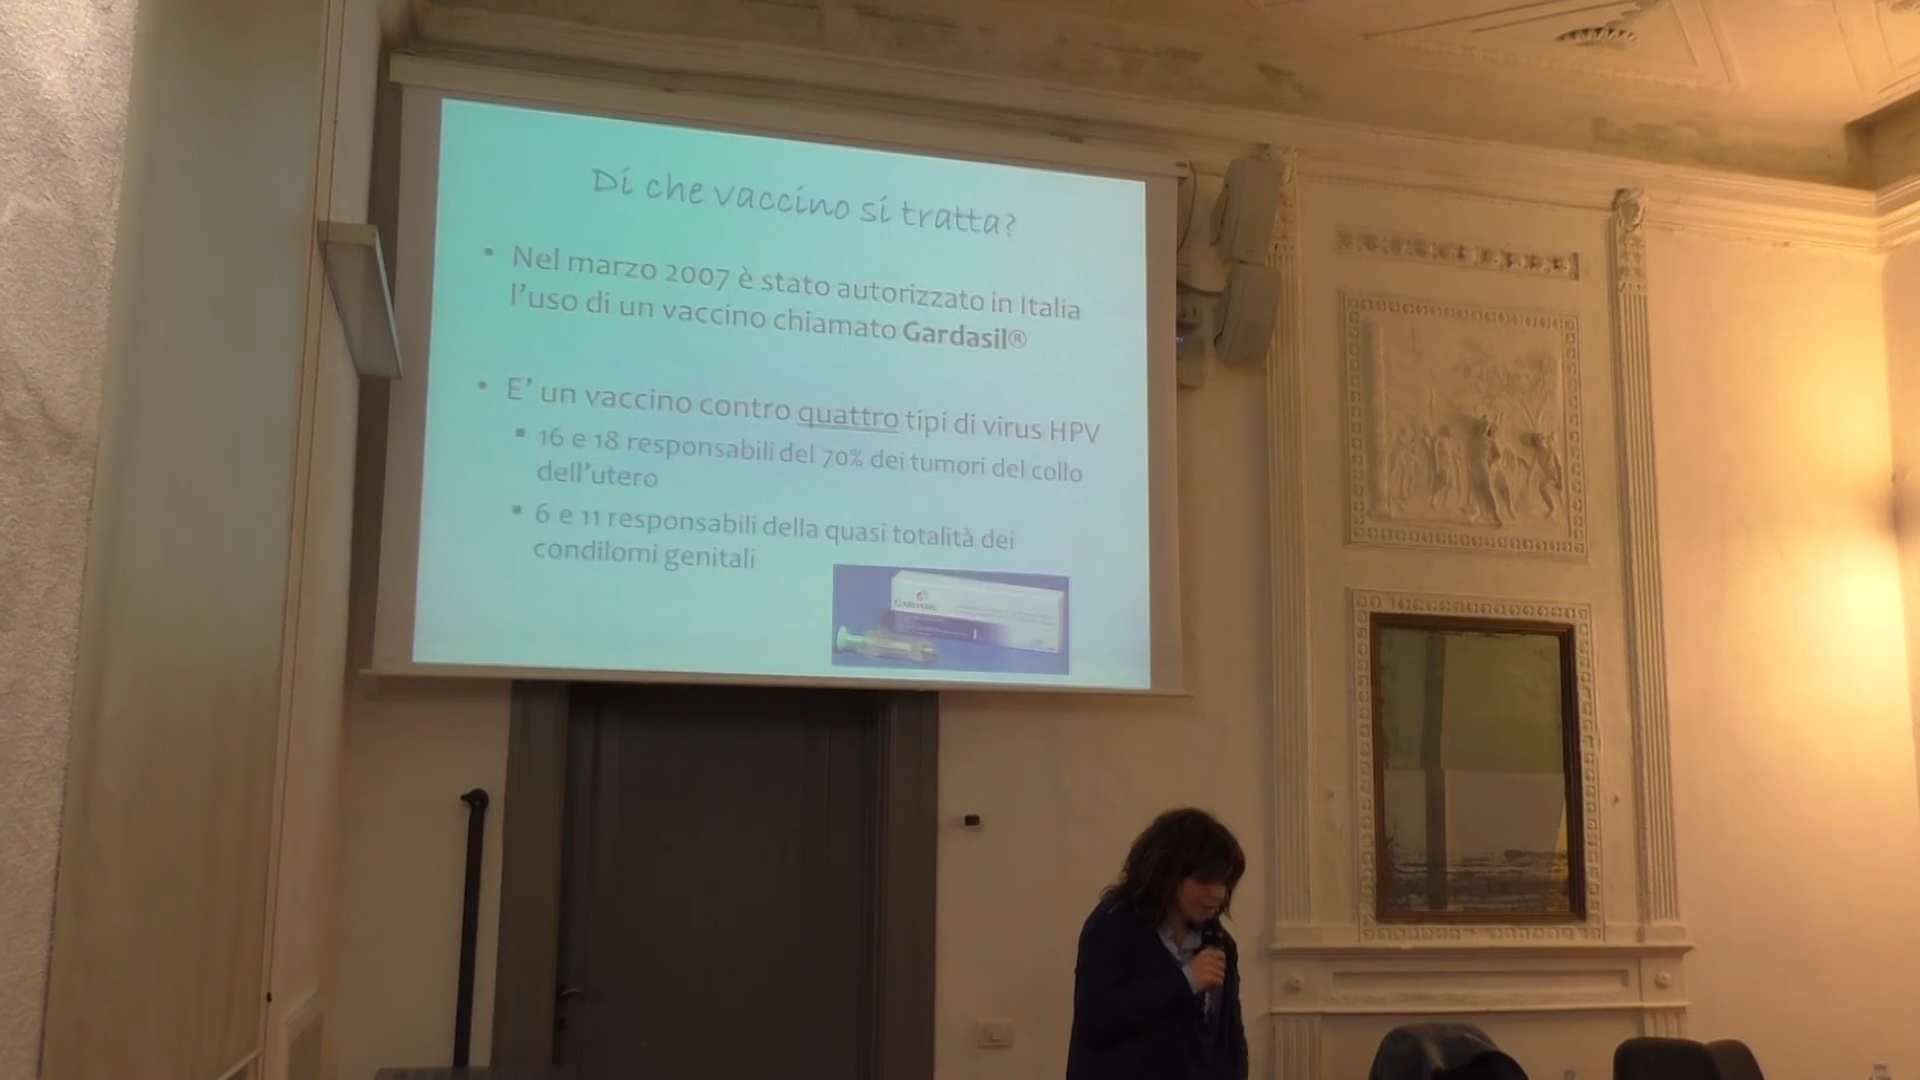 Di che vaccino si tratta?
• Nel marzo 2007 è stato autorizzato in Italia
l'uso di un vaccino chiamato Gardasil®
• E' un vaccino contro quattro tipi di virus HPV
▪ 16 e 18 responsabili del 70% dei tumori del collo
dell'utero
▪ 6 e 11 responsabili della quasi totalità dei
condilomi genitali
GARDASIL